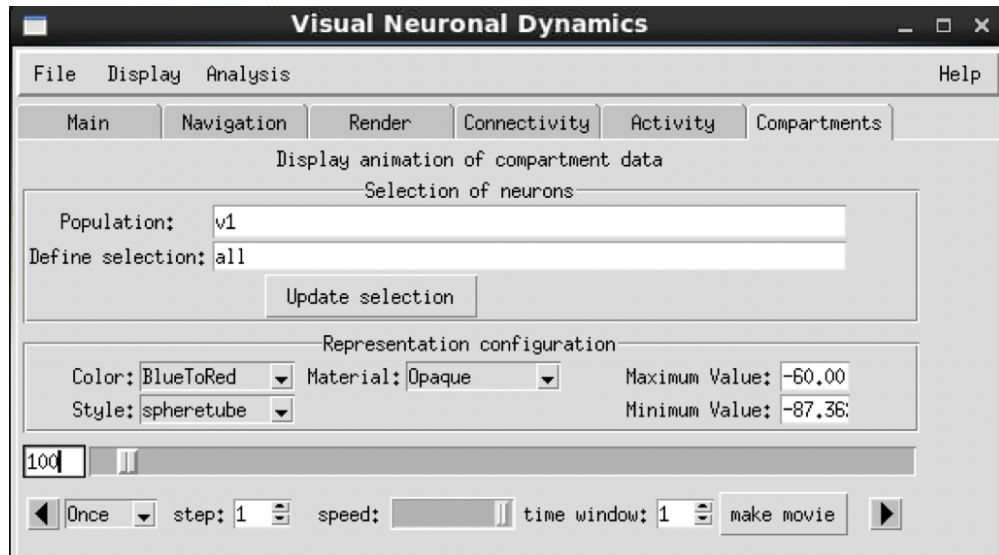 Visual Neuronal Dynamics
File Display Analysis Help
Main Navigation Render Connectivity Activity Compartments
Display animation of compartment data
Selection of neurons
Population: v1
Define selection: all
Update selection
Representation configuration
Color: BlueToRed Material: Opaque Maximum Value: -60.00
Style: spheretube Minimum Value: -87.36
100
Once step: 1 speed: time window: 1 make movie